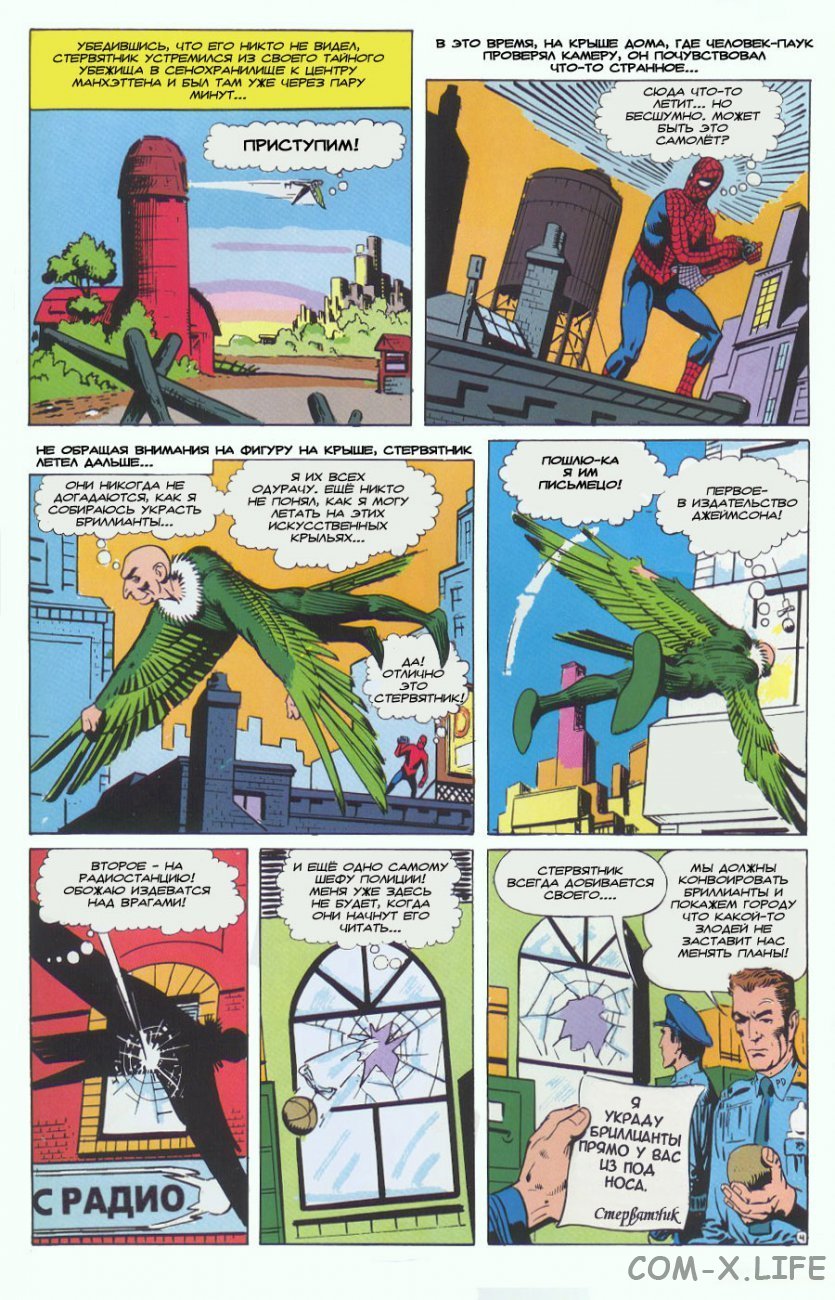 УБЕДИВШИСЬ, ЧТО ЕГО НИКТО НЕ ВИДЕЛ,
СТЕРВЯТНИК УСТРЕМИЛСЯ ИЗ СВОЕГО ТАЙНОГО
УБЕЖИЩА В СЕНОХРАНИЛИЩЕ К ЦЕНТРУ
МАНХЭТТЕНА И БЫЛ ТАМ УЖЕ ЧЕРЕЗ ПАРУ
МИНУТ...
ПРИСТУПИМ!
В ЭТО ВРЕМЯ, НА КРЫШЕ ДОМА, ГДЕ ЧЕЛОВЕК-ПАУК
ПРОВЕРЯЛ КАМЕРУ, ОН ПОЧУВСТВОВАЛ
ЧТО-ТО СТРАННОЕ...
СЮДА ЧТО-ТО
ЛЕТИТ... НО
БЕСШУМНО. МОЖЕТ
БЫТЬ ЭТО
САМОЛЁТ?
НЕ ОБРАЩАЯ ВНИМАНИЯ НА ФИГУРУ НА КРЫШЕ, СТЕРВЯТНИК
ЛЕТЕЛ ДАЛЬШЕ...
ОНИ НИКОГДА НЕ
ДОГАДАЮТСЯ, КАК Я
СОБИРАЮСЬ УКРАСТЬ
БРИЛЛИАНТЫ...
Я ИХ ВСЕХ
ОДУРАЧУ. ЕЩЁ НИКТО
НЕ ПОНЯЛ, КАК Я МОГУ
ЛЕТАТЬ НА ЭТИХ
ИСКУССТВЕННЫХ
КРЫЛЬЯХ...
ДА!
ОТЛИЧНО
ЭТО
СТЕРВЯТНИК!
ПОШЛЮ-КА
Я ИМ
ПИСЬМЕЦО!
ПЕРВОЕ-
В ИЗДАТЕЛЬСТВО
ДЖЕЙМСОНА!
ВТОРОЕ - НА
РАДИОСТАНЦИЮ!
ОБОЖАЮ ИЗДЕВАТСЯ
НАД ВРАГАМИ!
С РАДИО
И ЕЩЁ ОДНО САМОМУ
ШЕФУ ПОЛИЦИИ!
МЕНЯ УЖЕ ЗДЕСЬ
НЕ БУДЕТ, КОГДА
ОНИ НАЧНУТ ЕГО
ЧИТАТЬ...
СТЕРВЯТНИК
ВСЕГДА ДОБИВАЕТСЯ
СВОЕГО....
МЫ ДОЛЖНЫ
КОНВОИРОВАТЬ
БРИЛЛИАНТЫ И
ПОКАЖЕМ ГОРОДУ
ЧТО КАКОЙ-ТО
ЗЛОДЕЙ НЕ
ЗАСТАВИТ НАС
МЕНЯТЬ ПЛАНЫ!
PD
Я
УКРАДУ
БРИЛЛИАНТЫ
ПРЯМО У ВАС
ИЗ ПОД
НОСА.
Стервятник
4
COM-X.LIFE